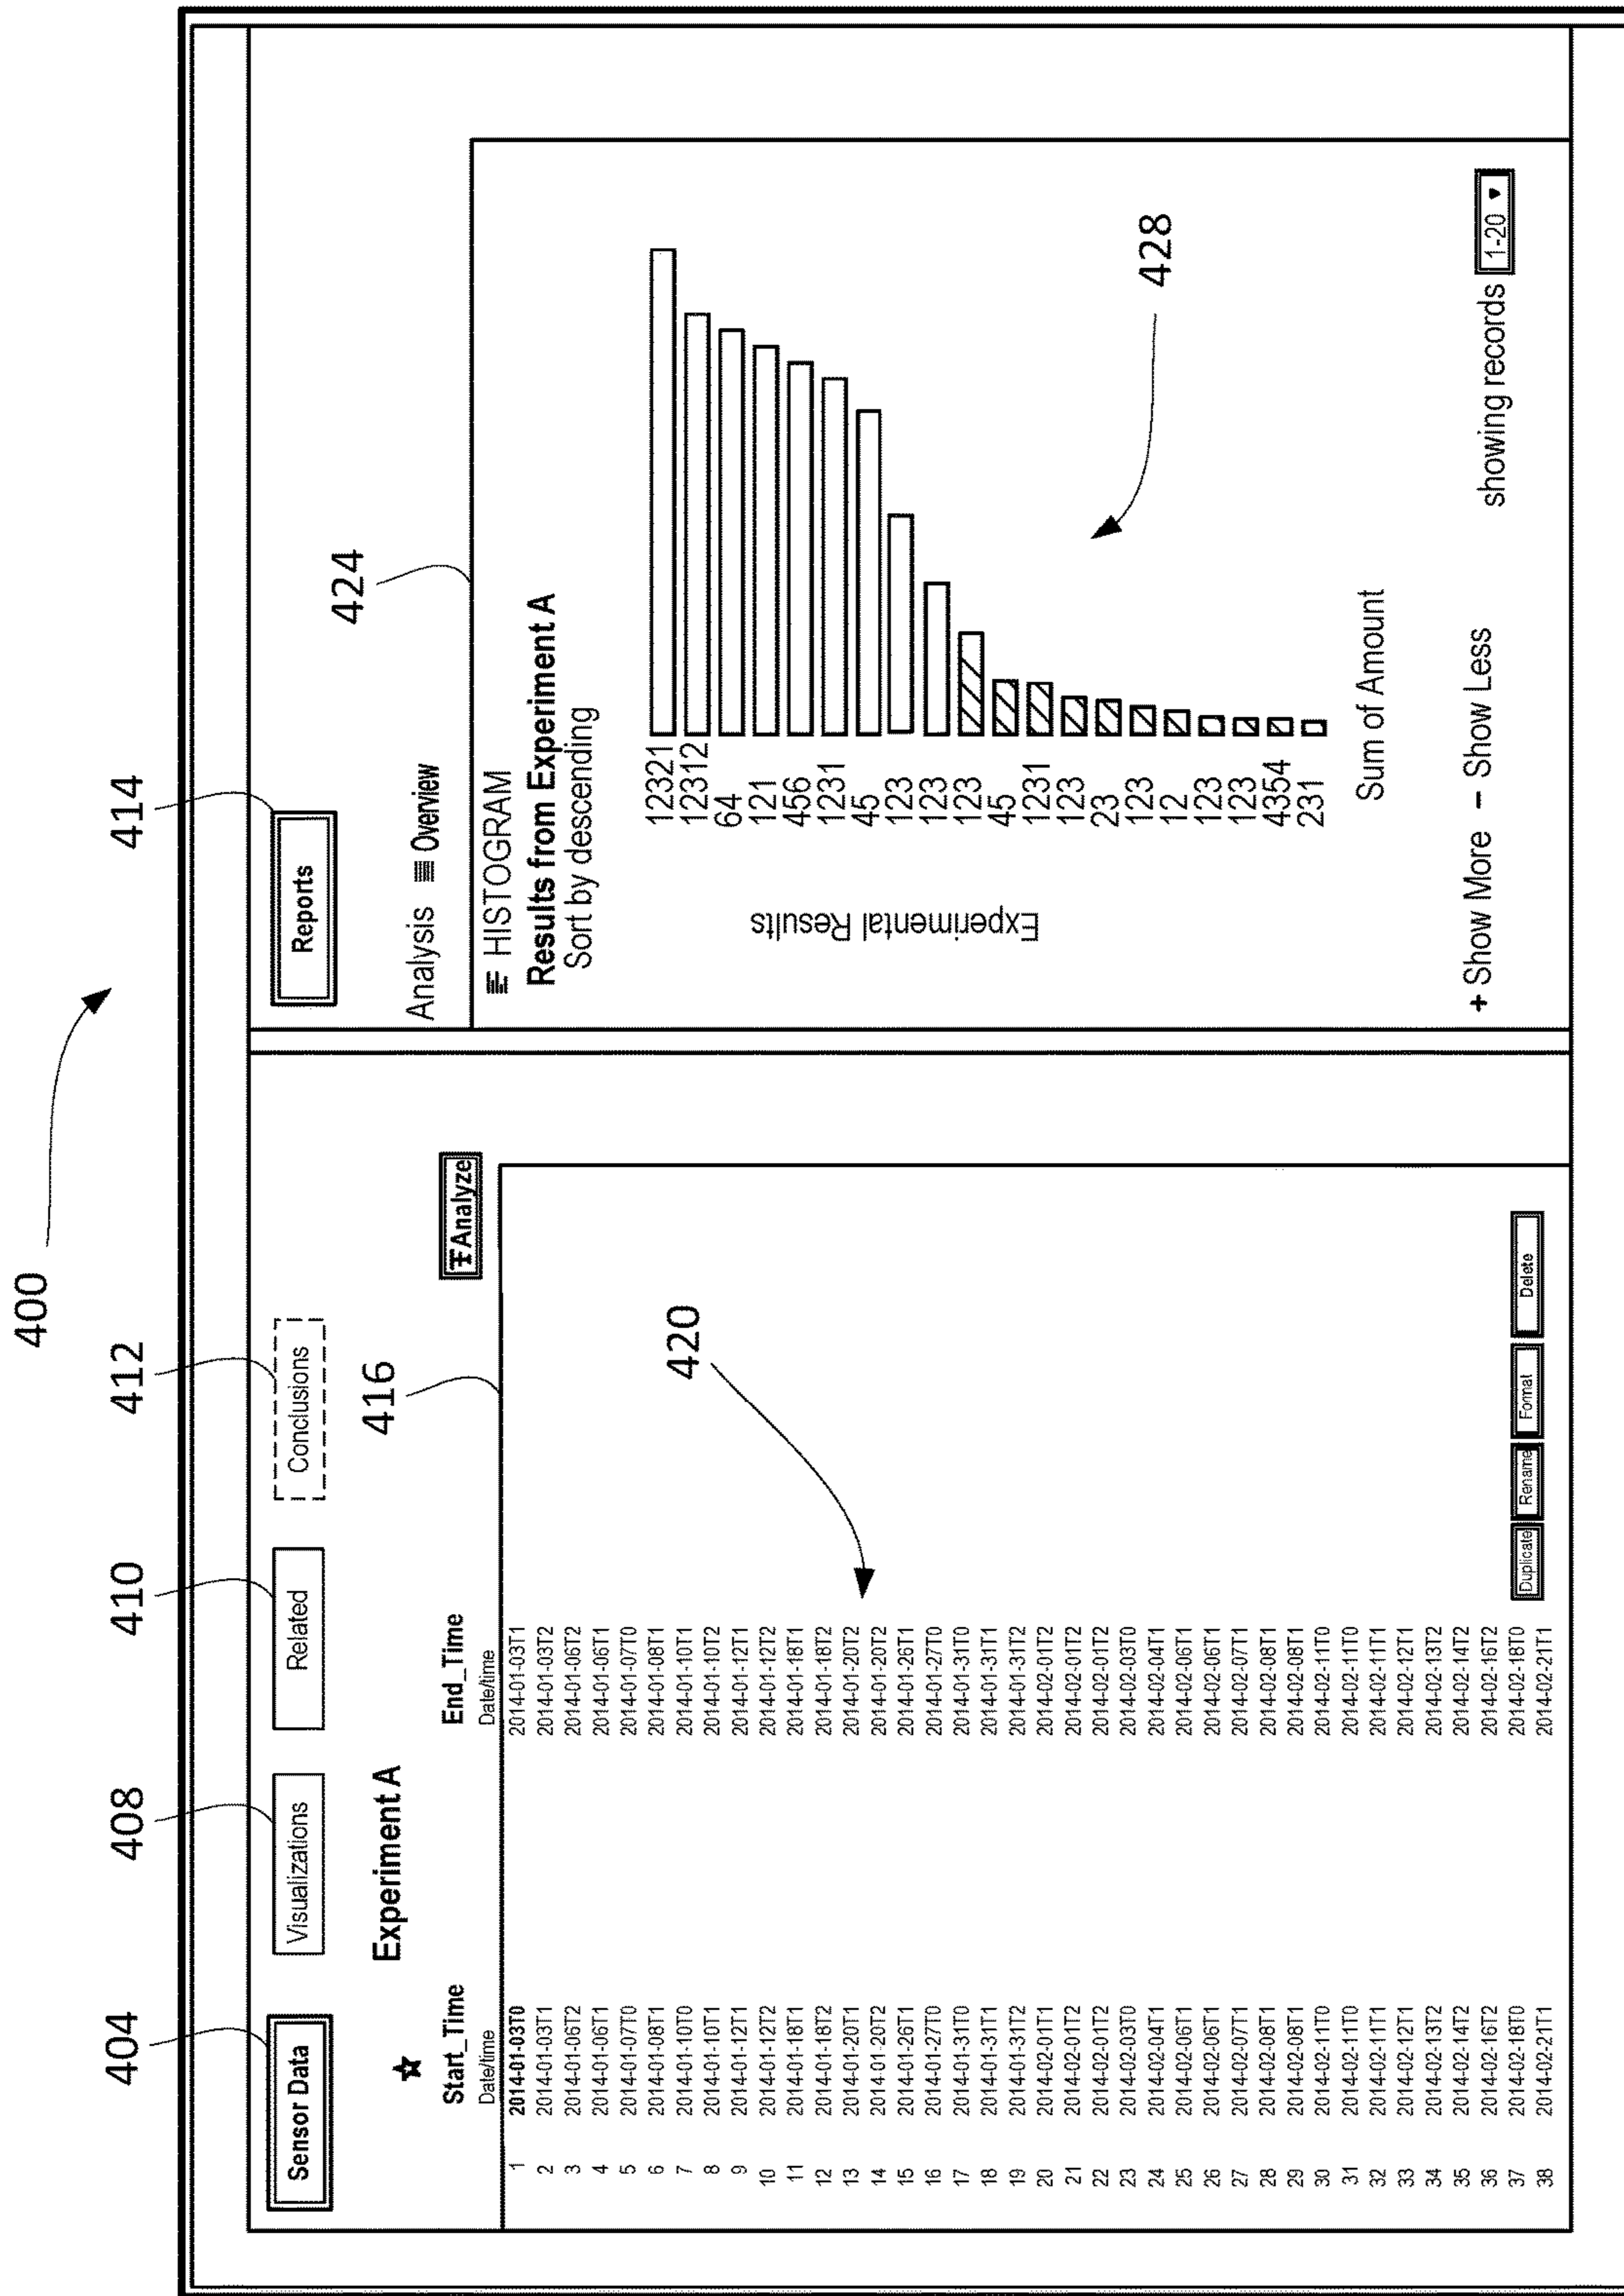 400
404
408
410
412
414
Sensor Data
Visualizations
Related
Conclusions
Reports
Experiment A
416
Analyze
Start_Time
End_Time
Date/time
Date/time
1 2014-01-03T0 2014-01-03T1
2 2014-01-03T1 2014-01-03T2
3 2014-01-06T2 2014-01-06T2
4 2014-01-06T1 2014-01-06T1
5 2014-01-07T0 2014-01-07T0
6 2014-01-08T1 2014-01-08T1
7 2014-01-10T0 2014-01-10T1
8 2014-01-10T1 2014-01-10T2
9 2014-01-12T1 2014-01-12T1
10 2014-01-12T2 2014-01-12T2
11 2014-01-18T1 2014-01-18T1
12 2014-01-18T2 2014-01-18T2
13 2014-01-20T1 2014-01-20T2
14 2014-01-20T2 2014-01-20T2
15 2014-01-26T1 2014-01-26T1
16 2014-01-27T0 2014-01-27T0
17 2014-01-31T0 2014-01-31T0
18 2014-01-31T1 2014-01-31T1
19 2014-01-31T2 2014-01-31T2
20 2014-02-01T1 2014-02-01T2
21 2014-02-01T2 2014-02-01T2
22 2014-02-01T2 2014-02-01T2
23 2014-02-03T0 2014-02-03T0
24 2014-02-04T1 2014-02-04T1
25 2014-02-06T1 2014-02-06T1
26 2014-02-06T1 2014-02-06T1
27 2014-02-07T1 2014-02-07T1
28 2014-02-08T1 2014-02-08T1
29 2014-02-08T1 2014-02-08T1
30 2014-02-11T0 2014-02-11T0
31 2014-02-11T0 2014-02-11T0
32 2014-02-11T1 2014-02-11T1
33 2014-02-12T1 2014-02-12T1
34 2014-02-13T2 2014-02-13T2
35 2014-02-14T2 2014-02-14T2
36 2014-02-16T2 2014-02-16T2
37 2014-02-18T0 2014-02-18T0
38 2014-02-21T1 2014-02-21T1
420
Duplicate
Rename
Format
Delete
424
Analysis Overview
HISTOGRAM
Results from Experiment A
Sort by descending
Experimental Results
12321
12312
64
121
456
1231
45
123
123
123
45
1231
123
23
123
12
123
123
4354
231
428
Sum of Amount
+ Show More − Show Less
showing records 1-20